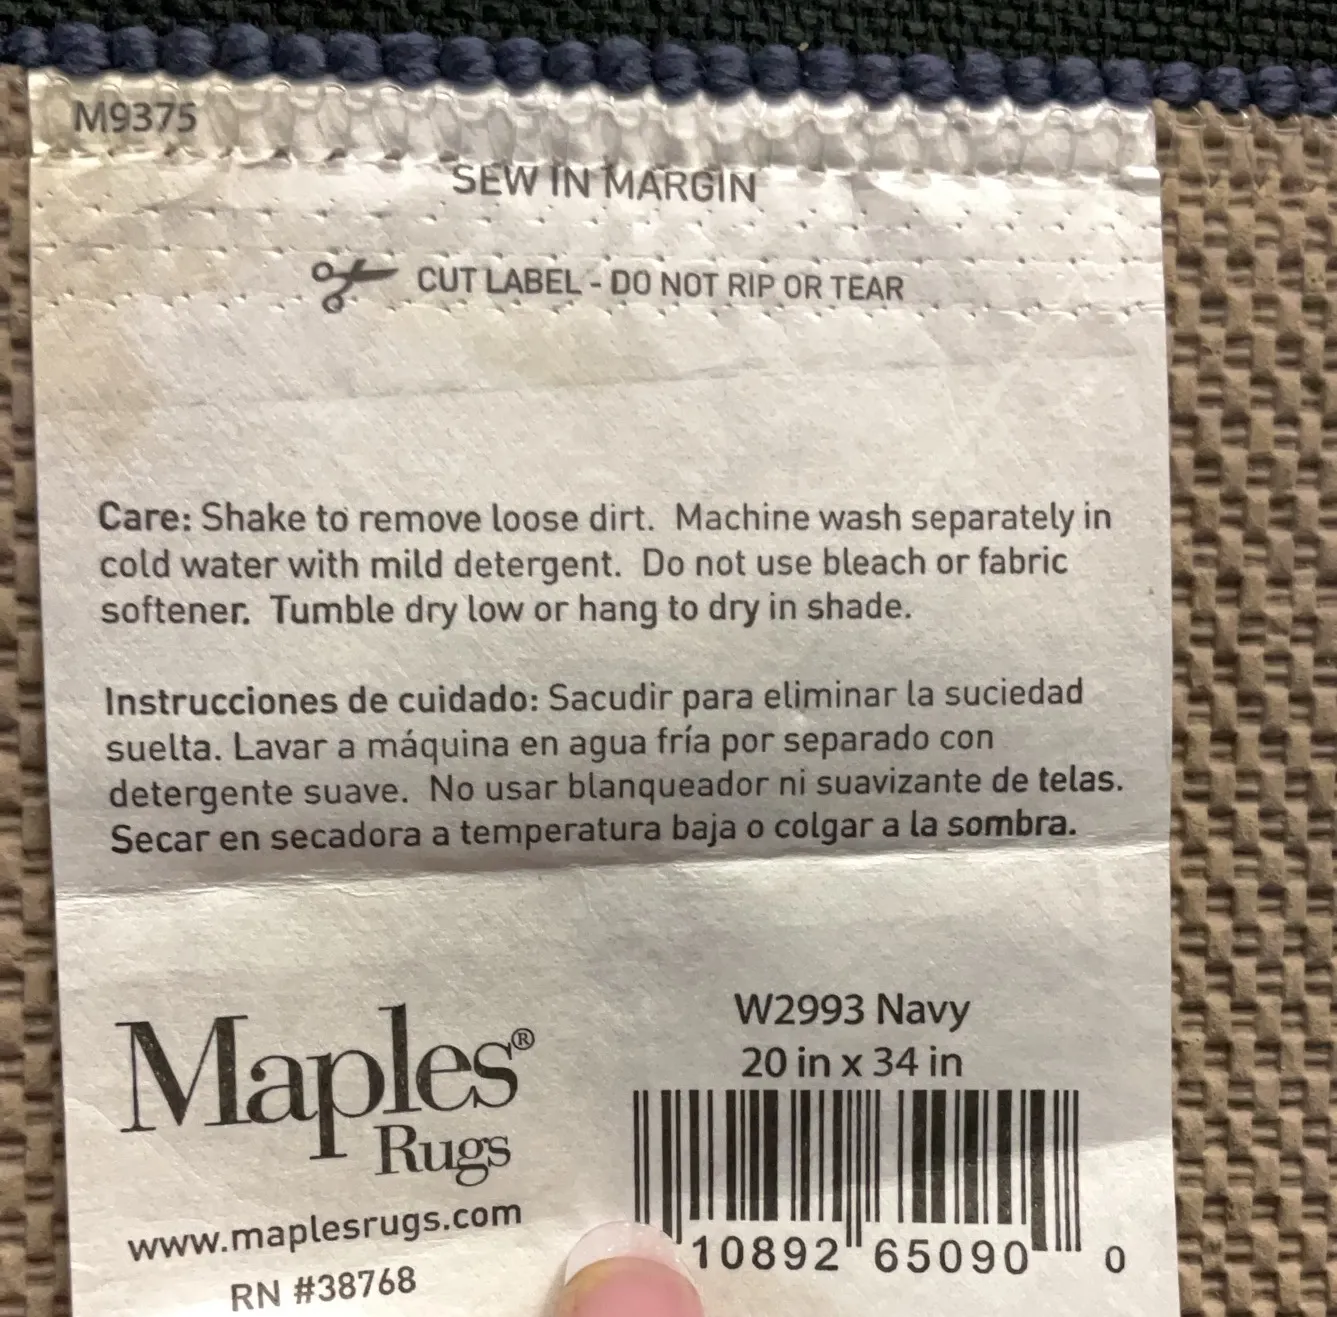 M9375
SEW IN MARGIN
CUT LABEL - DO NOT RIP OR TEAR
Care: Shake to remove loose dirt. Machine wash separately in
cold water with mild detergent. Do not use bleach or fabric
softener. Tumble dry low or hang to dry in shade.
Instrucciones de cuidado: Sacudir para eliminar la suciedad
suelta. Lavar a máquina en agua fría por separado con
detergente suave. No usar blanqueador ni suavizante de telas.
Secar en secadora a temperatura baja o colgar a la sombra.
Maples®
Rugs
www.maplesrugs.com
RN #38768
W2993 Navy
20 in x 34 in
10892 65090 0